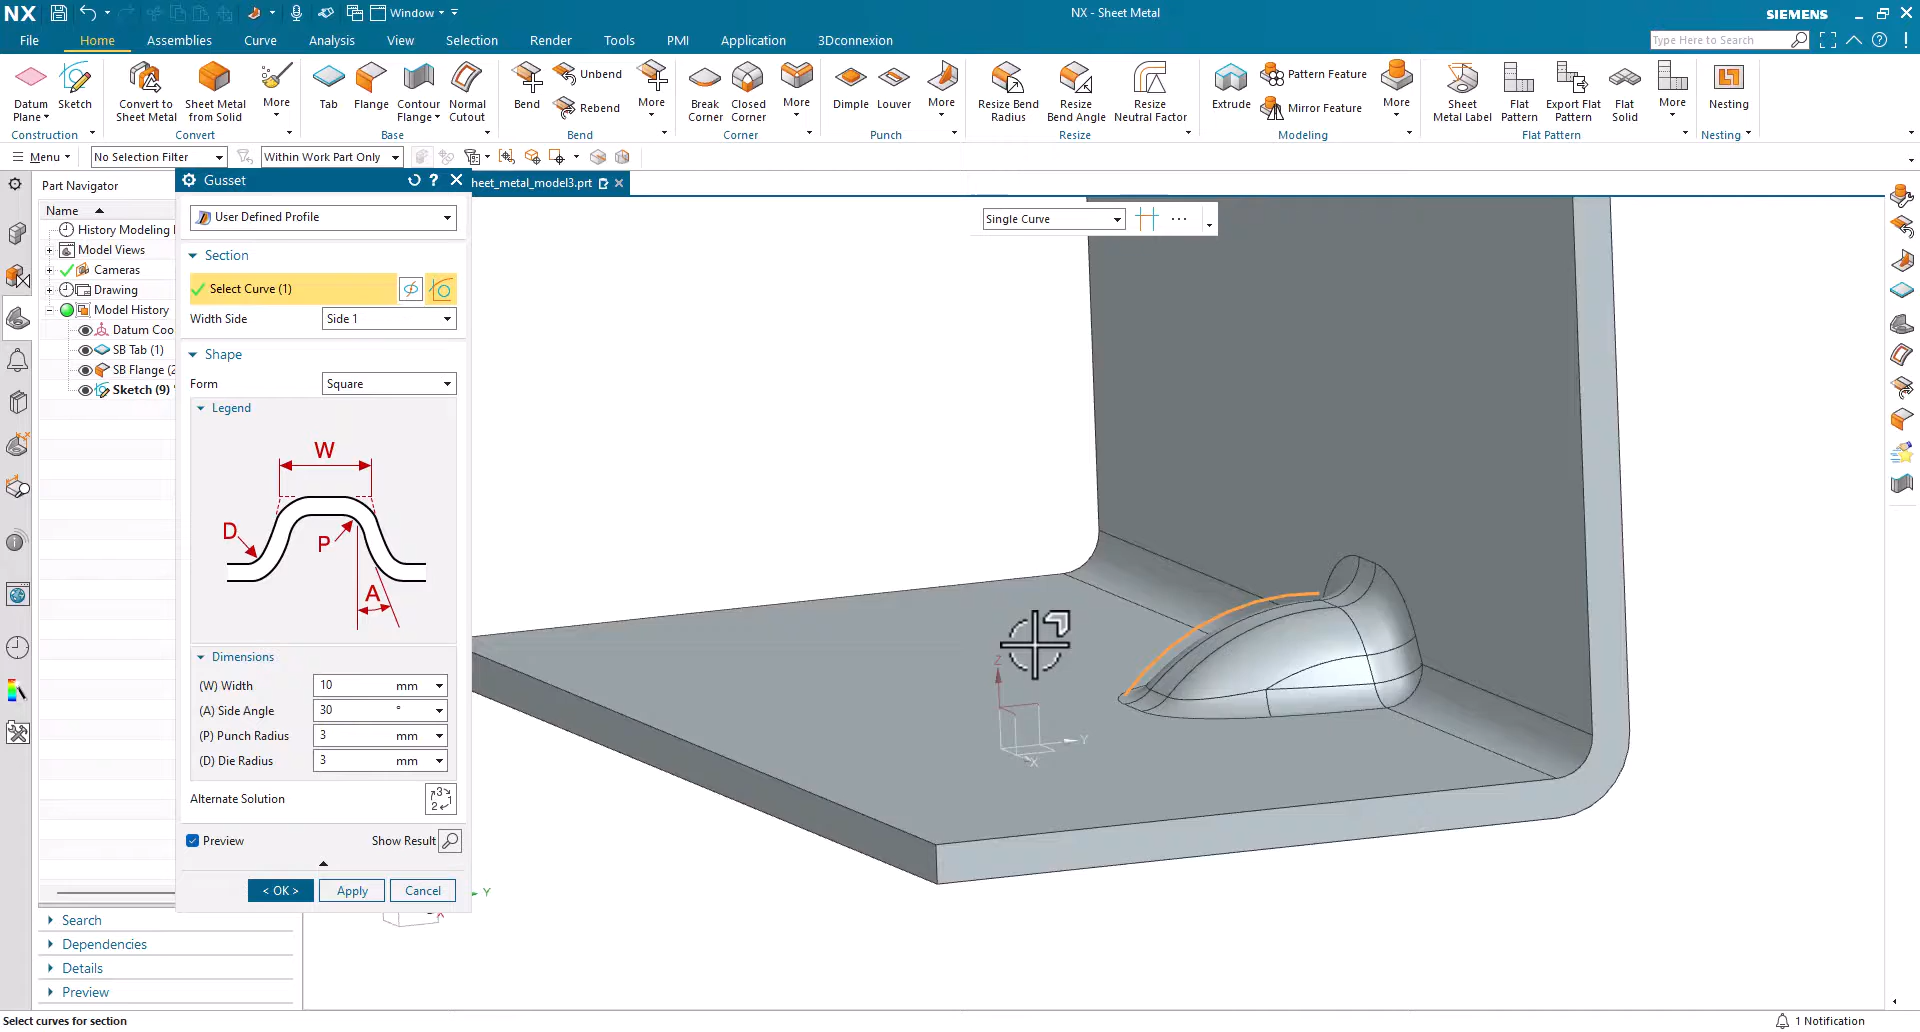 NX
Window
NX - Sheet Metal
SIEMENS
File
Home
Assemblies
Curve
Analysis
View
Selection
Render
Tools
PMI
Application
3Dconnexion
Type Here to Search
Datum Plane
Sketch
Construction
Convert to Sheet Metal
Sheet Metal from Solid
More
Convert
Tab
Flange
Contour Flange
Normal Cutout
Base
Bend
Unbend
Rebend
More
Bend
Break Corner
Closed Corner
More
Corner
Dimple
Louver
More
Punch
Resize Bend Radius
Resize Bend Angle
Resize Neutral Factor
Resize
Extrude
Pattern Feature
Mirror Feature
More
Modeling
Sheet Metal Label
Flat Pattern
Export Flat Pattern
Flat Solid
More
Flat Pattern
Nesting
Nesting
Menu
No Selection Filter
Within Work Part Only
Part Navigator
Name
History Modeling
Model Views
Cameras
Drawing
Model History
Datum Coo
SB Tab (1)
SB Flange (2
Sketch (9)
Search
Dependencies
Details
Preview
Gusset
User Defined Profile
Section
Select Curve (1)
Width Side
Side 1
Shape
Form
Square
Legend
W
D
P
A
Dimensions
(W) Width
10
mm
(A) Side Angle
30
°
(P) Punch Radius
3
mm
(D) Die Radius
3
mm
Alternate Solution
3
2
Preview
Show Result
< OK >
Apply
Cancel
heet_metal_model3.prt
Single Curve
Z
Y
X
Y
X
Select curves for section
1 Notification